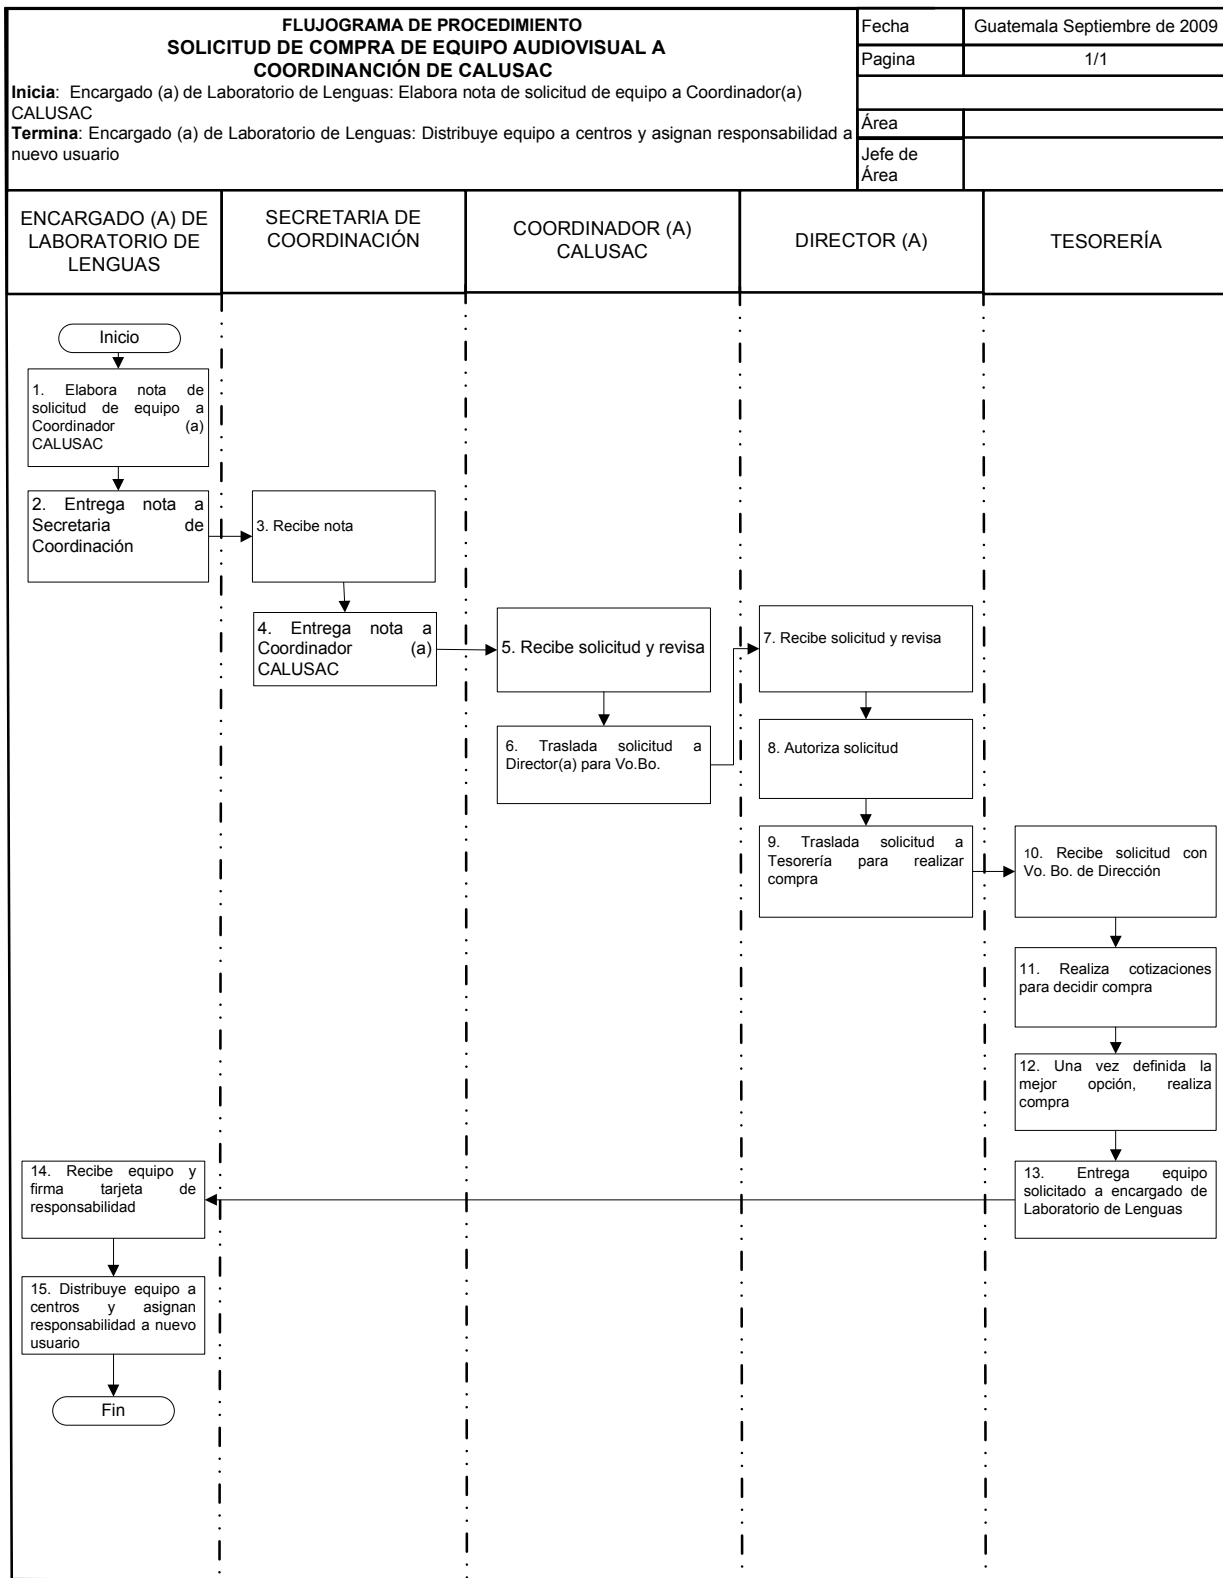 FLUJOGRAMA DE PROCEDIMIENTO
SOLICITUD DE COMPRA DE EQUIPO AUDIOVISUAL A
COORDINANCIÓN DE CALUSAC
Inicia: Encargado (a) de Laboratorio de Lenguas: Elabora nota de solicitud de equipo a Coordinador(a)
CALUSAC
Termina: Encargado (a) de Laboratorio de Lenguas: Distribuye equipo a centros y asignan responsabilidad a
nuevo usuario
Fecha
Guatemala Septiembre de 2009
Pagina
1/1
Área
Jefe de
Área
ENCARGADO (A) DE
LABORATORIO DE
LENGUAS
SECRETARIA DE
COORDINACIÓN
COORDINADOR (A)
CALUSAC
DIRECTOR (A)
TESORERÍA
Inicio
1. Elabora nota de
solicitud de equipo a
Coordinador (a)
CALUSAC
2. Entrega nota a
Secretaria de
Coordinación
3. Recibe nota
4. Entrega nota a
Coordinador (a)
CALUSAC
5. Recibe solicitud y revisa
6. Traslada solicitud a
Director(a) para Vo.Bo.
7. Recibe solicitud y revisa
8. Autoriza solicitud
9. Traslada solicitud a
Tesorería para realizar
compra
10. Recibe solicitud con
Vo. Bo. de Dirección
11. Realiza cotizaciones
para decidir compra
12. Una vez definida la
mejor opción, realiza
compra
13. Entrega equipo
solicitado a encargado de
Laboratorio de Lenguas
14. Recibe equipo y
firma tarjeta de
responsabilidad
15. Distribuye equipo a
centros y asignan
responsabilidad a nuevo
usuario
Fin